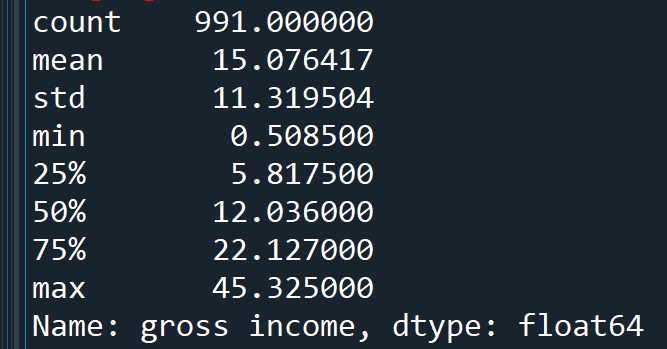 count 991.000000
mean 15.076417
std 11.319504
min 0.508500
25% 5.817500
50% 12.036000
75% 22.127000
max 45.325000
Name: gross income, dtype: float64